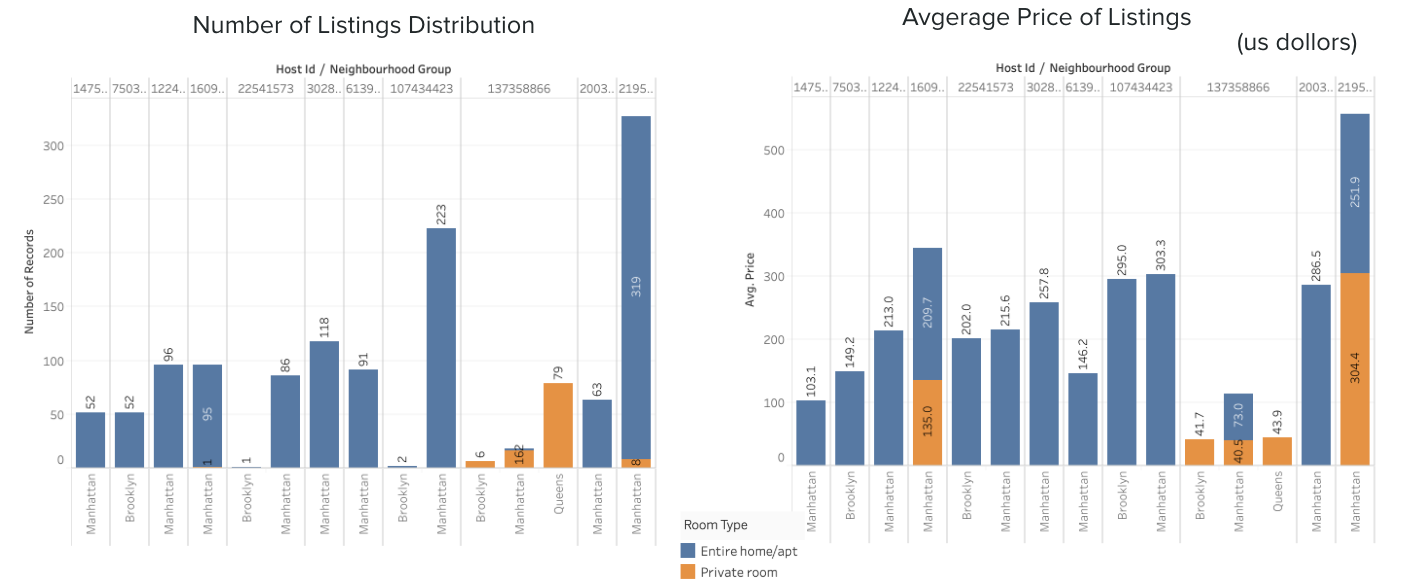 Number of Listings Distribution
Host Id / Neighbourhood Group
1475.. 7503.. 1224.. 1609.. 22541573 3028.. 6139.. 107434423 137358866 2003.. 2195..
Number of Records
300
250
200
150
100
50
0
52
52
96
95
1
1
86
118
91
2
223
6
162
79
63
319
8
Manhattan
Brooklyn
Manhattan
Manhattan
Brooklyn
Manhattan
Manhattan
Manhattan
Brooklyn
Manhattan
Brooklyn
Manhattan
Queens
Manhattan
Manhattan
Avgerage Price of Listings
(us dollors)
Host Id / Neighbourhood Group
1475.. 7503.. 1224.. 1609.. 22541573 3028.. 6139.. 107434423 137358866 2003.. 2195..
Avg. Price
500
400
300
200
100
0
103.1
149.2
213.0
209.7
135.0
202.0
215.6
257.8
146.2
295.0
303.3
41.7
73.0
40.5
43.9
286.5
251.9
304.4
Manhattan
Brooklyn
Manhattan
Manhattan
Brooklyn
Manhattan
Manhattan
Manhattan
Brooklyn
Manhattan
Brooklyn
Manhattan
Queens
Manhattan
Manhattan
Room Type
Entire home/apt
Private room